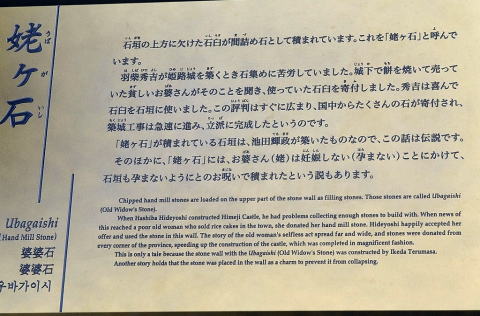 姥ヶ石
うば が いし
Ubagaishi
(Hand Mill Stone)
婆婆石
婆婆石
우바가이시
石垣の上方に欠けた石臼が間詰め石として積まれています。これを「姥ヶ石」と呼んで
います。
羽柴秀吉が姫路城を築くとき石集めに苦労していました。城下で餅を焼いて売って
いた貧しいお婆さんがそのことを聞き、使っていた石臼を寄付しました。秀吉は喜んで
石臼を石垣に使いました。この評判はすぐに広まり、国中からたくさんの石が寄付され、
築城工事は急速に進み、立派に完成したというのです。
「姥ヶ石」が積まれている石垣は、池田輝政が築いたものなので、この話は伝説です。
そのほかに、「姥ヶ石」には、お婆さん（姥）は妊娠しない（孕まない）ことにかけて、
石垣も孕まないようにとのお呪いで積まれたという説もあります。
Chipped hand mill stones are loaded on the upper part of the stone wall as filling stones. Those stones are called Ubagaishi
(Old Widow's Stone).
When Hashiba Hideyoshi constructed Himeji Castle, he had problems collecting enough stones to build with. When news of
this reached a poor old woman who sold rice cakes in the town, she donated her hand mill stone. Hideyoshi happily accepted her
offer and used the stone in this wall. The story of the old woman's selfless act spread far and wide, and stones were donated from
every corner of the province, speeding up the construction of the castle, which was completed in magnificent fashion.
This is only a tale because the stone wall with the Ubagaishi (Old Widow's Stone) was constructed by Ikeda Terumasa.
Another story holds that the stone was placed in the wall as a charm to prevent it from collapsing.